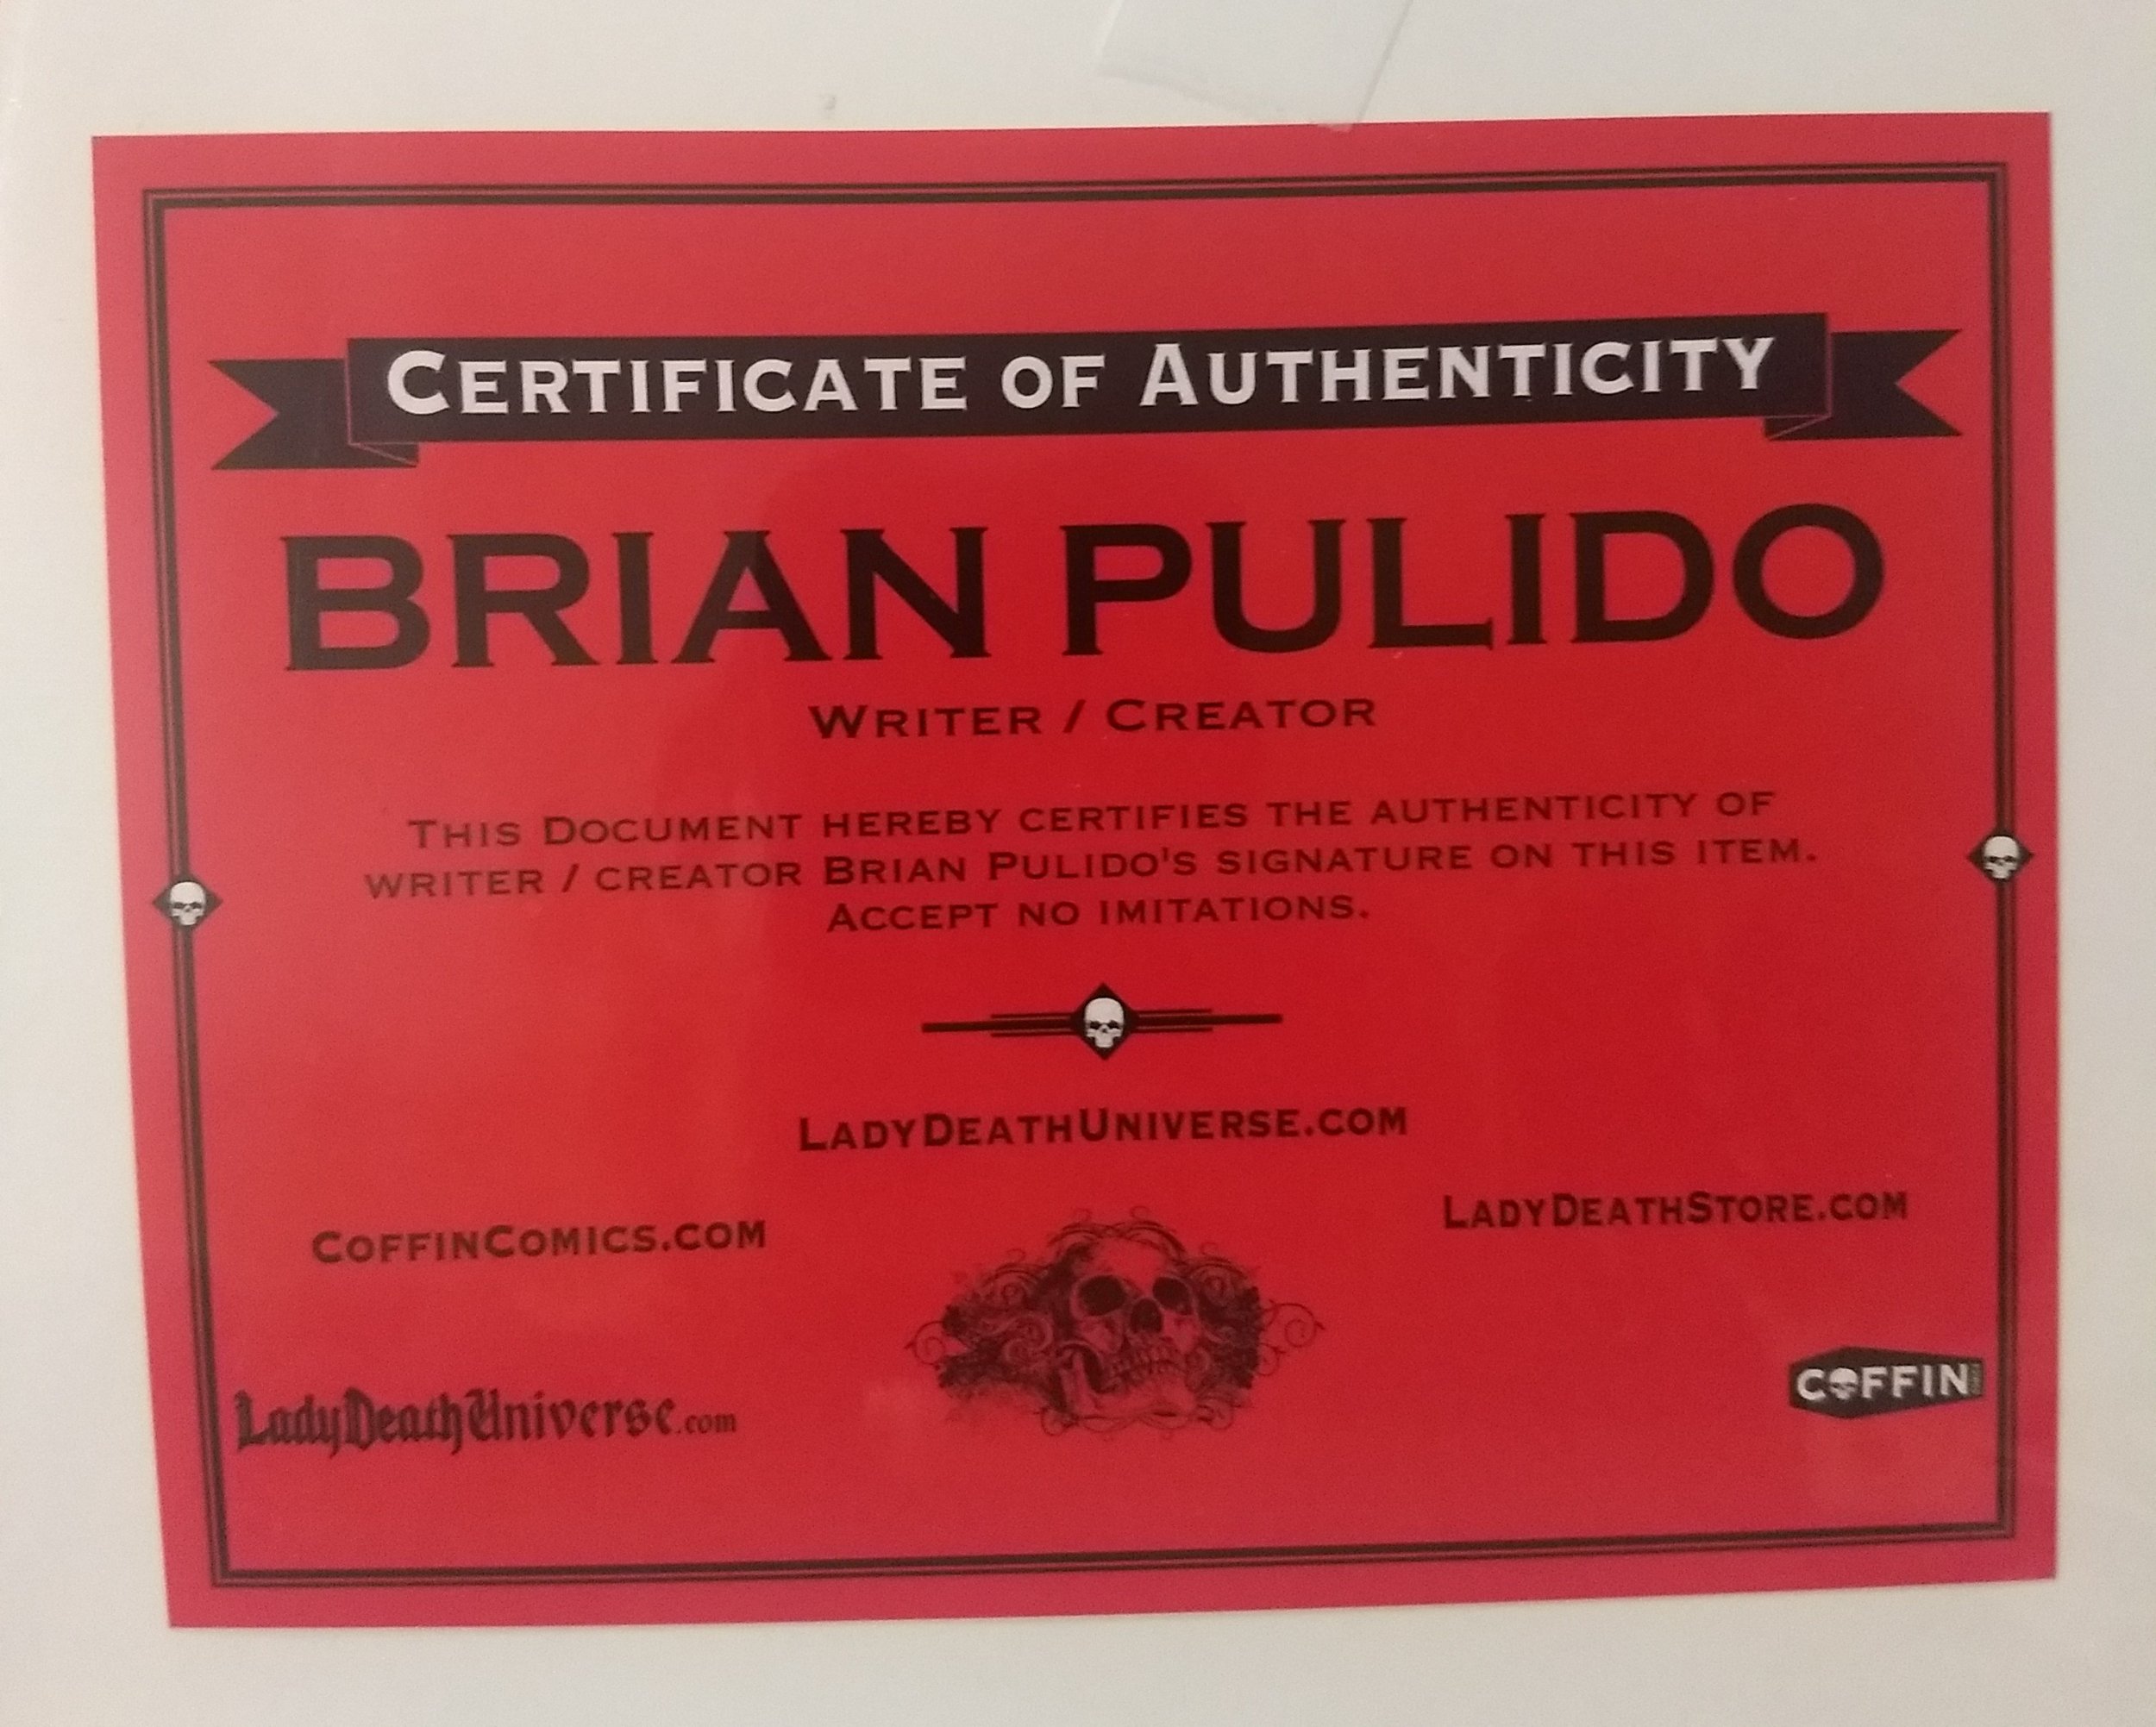 CERTIFICATE OF AUTHENTICITY
BRIAN PULIDO
WRITER / CREATOR
THIS DOCUMENT HEREBY CERTIFIES THE AUTHENTICITY OF
WRITER / CREATOR BRIAN PULIDO'S SIGNATURE ON THIS ITEM.
ACCEPT NO IMITATIONS.
LADYDEATHUNIVERSE.COM
COFFINCOMICS.COM
LADYDEATHSTORE.COM
LadyDeathUniverse.com
COFFIN